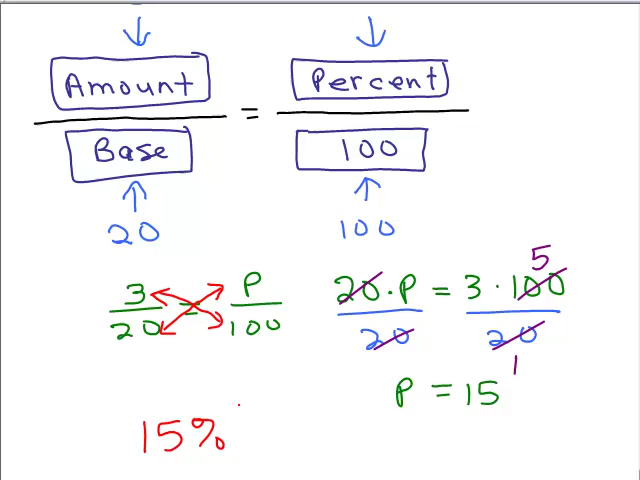 Amount = Percent
Base 100
20 100
3/20 = P/100
20 · P = 3 · 100 5
20 20 1
P = 15
15%